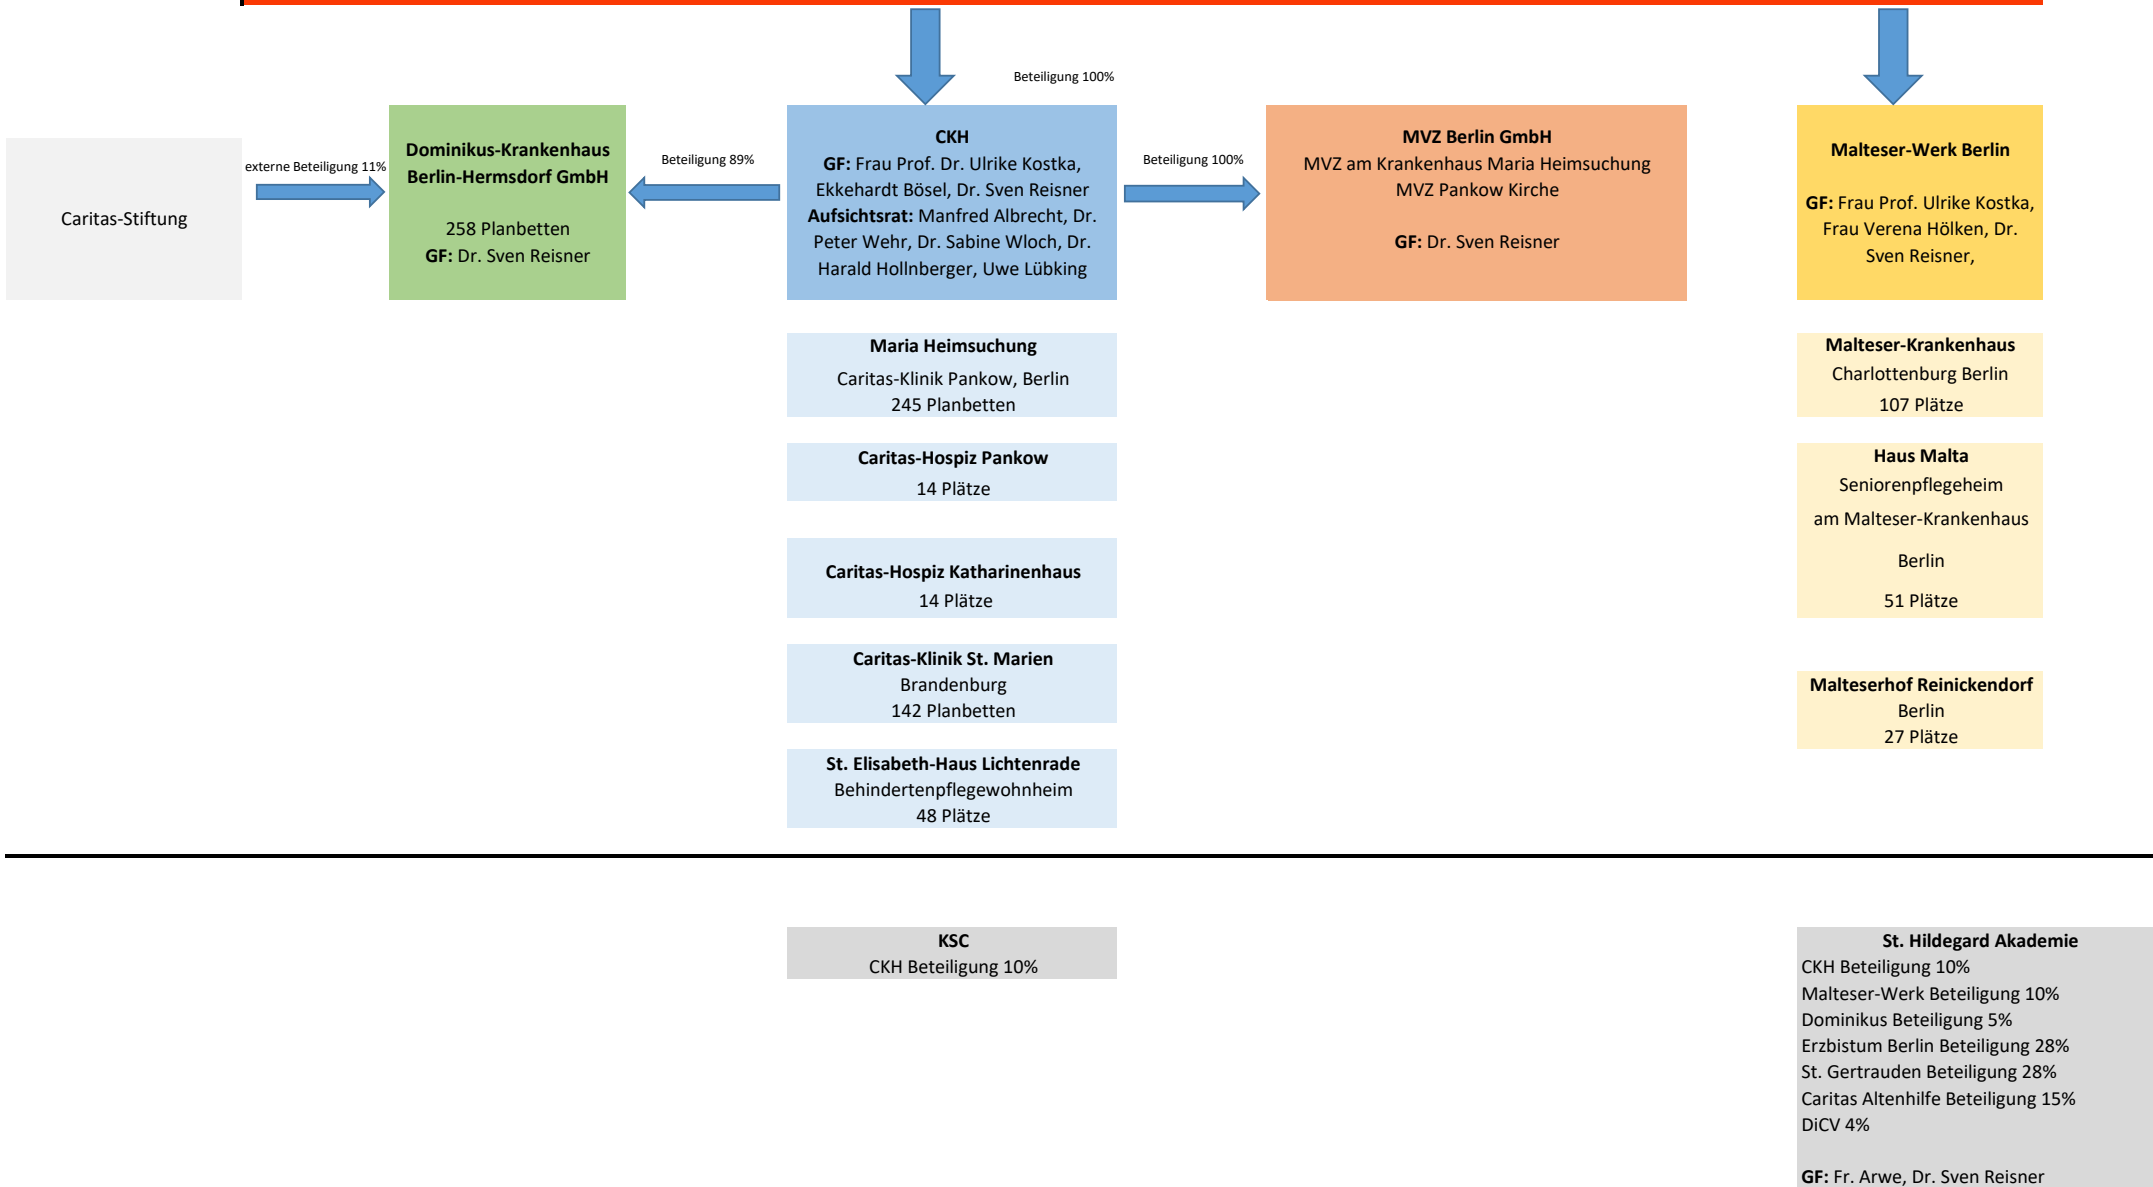 Beteiligung 100%
Caritas-Stiftung
externe Beteiligung 11%
Dominikus-Krankenhaus
Berlin-Hermsdorf GmbH
258 Planbetten
GF: Dr. Sven Reisner
Beteiligung 89%
CKH
GF: Frau Prof. Dr. Ulrike Kostka,
Ekkehardt Bösel, Dr. Sven Reisner
Aufsichtsrat: Manfred Albrecht, Dr.
Peter Wehr, Dr. Sabine Wloch, Dr.
Harald Hollnberger, Uwe Lübking
Beteiligung 100%
MVZ Berlin GmbH
MVZ am Krankenhaus Maria Heimsuchung
MVZ Pankow Kirche
GF: Dr. Sven Reisner
Malteser-Werk Berlin
GF: Frau Prof. Ulrike Kostka,
Frau Verena Hölken, Dr.
Sven Reisner,
Maria Heimsuchung
Caritas-Klinik Pankow, Berlin
245 Planbetten
Caritas-Hospiz Pankow
14 Plätze
Caritas-Hospiz Katharinenhaus
14 Plätze
Caritas-Klinik St. Marien
Brandenburg
142 Planbetten
St. Elisabeth-Haus Lichtenrade
Behindertenpflegewohnheim
48 Plätze
Malteser-Krankenhaus
Charlottenburg Berlin
107 Plätze
Haus Malta
Seniorenpflegeheim
am Malteser-Krankenhaus
Berlin
51 Plätze
Malteserhof Reinickendorf
Berlin
27 Plätze
KSC
CKH Beteiligung 10%
St. Hildegard Akademie
CKH Beteiligung 10%
Malteser-Werk Beteiligung 10%
Dominikus Beteiligung 5%
Erzbistum Berlin Beteiligung 28%
St. Gertrauden Beteiligung 28%
Caritas Altenhilfe Beteiligung 15%
DiCV 4%
GF: Fr. Arwe, Dr. Sven Reisner